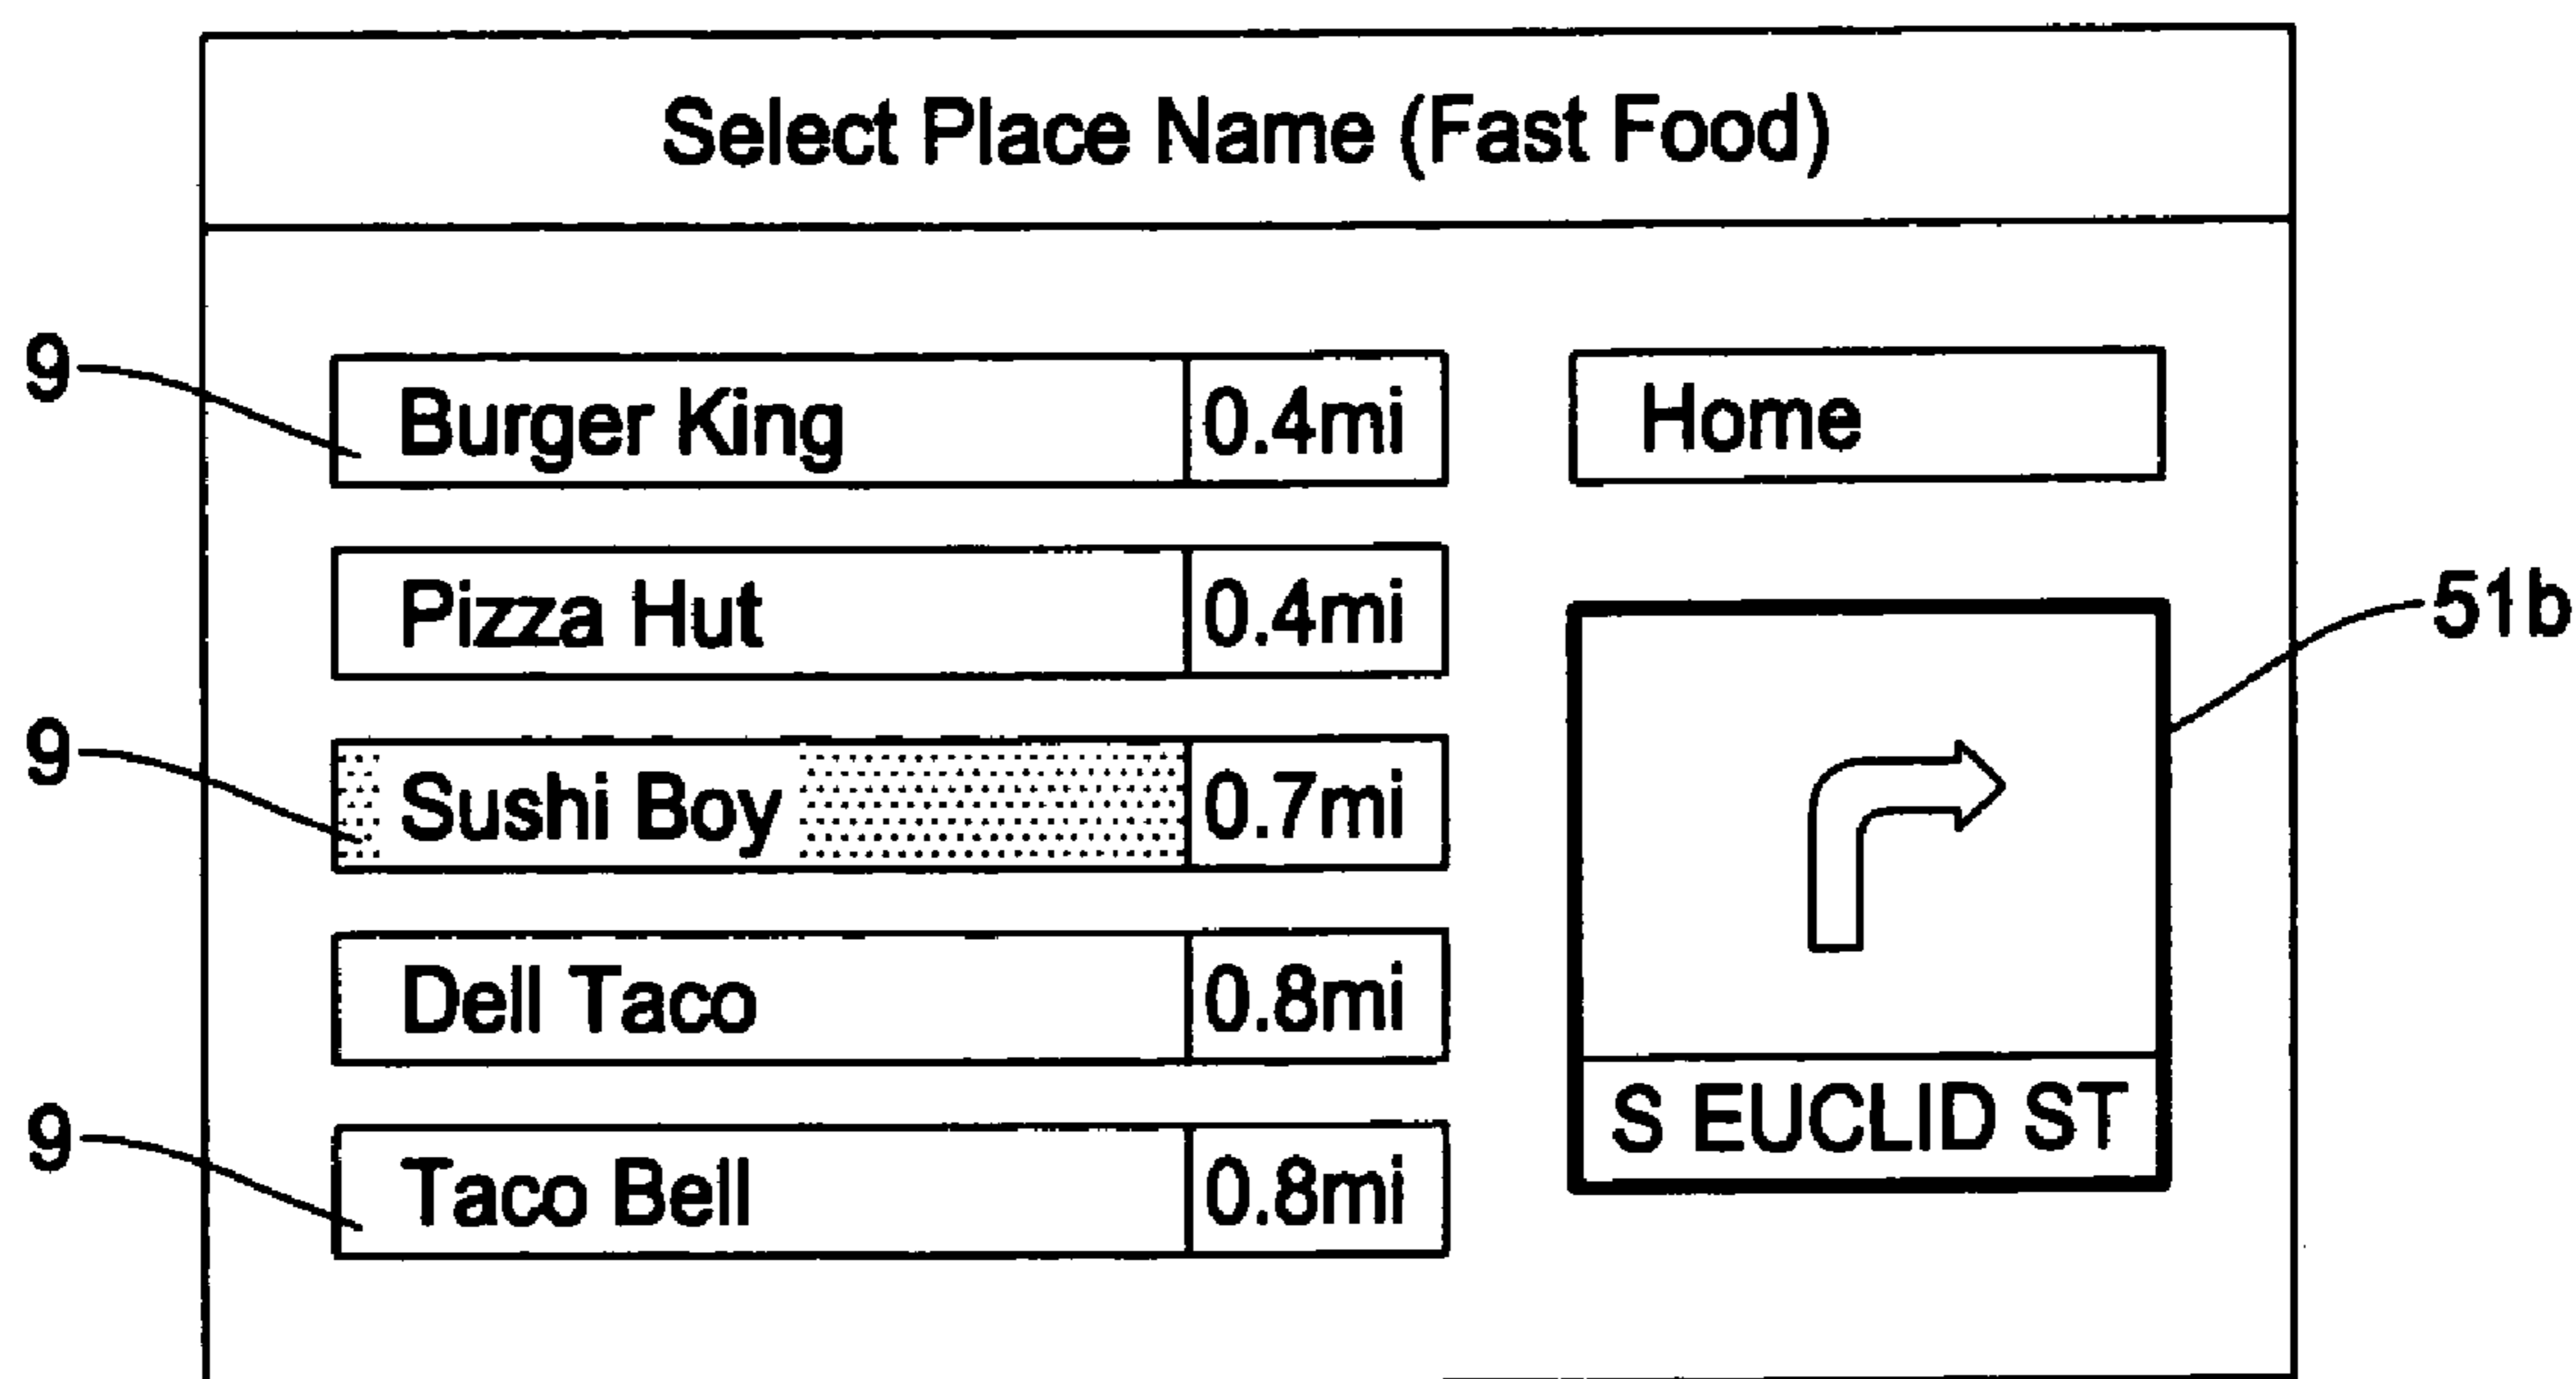 Select Place Name (Fast Food)
9
Burger King 0.4mi
Home
Pizza Hut 0.4mi
51b
9
Sushi Boy 0.7mi
Dell Taco 0.8mi
S EUCLID ST
9
Taco Bell 0.8mi